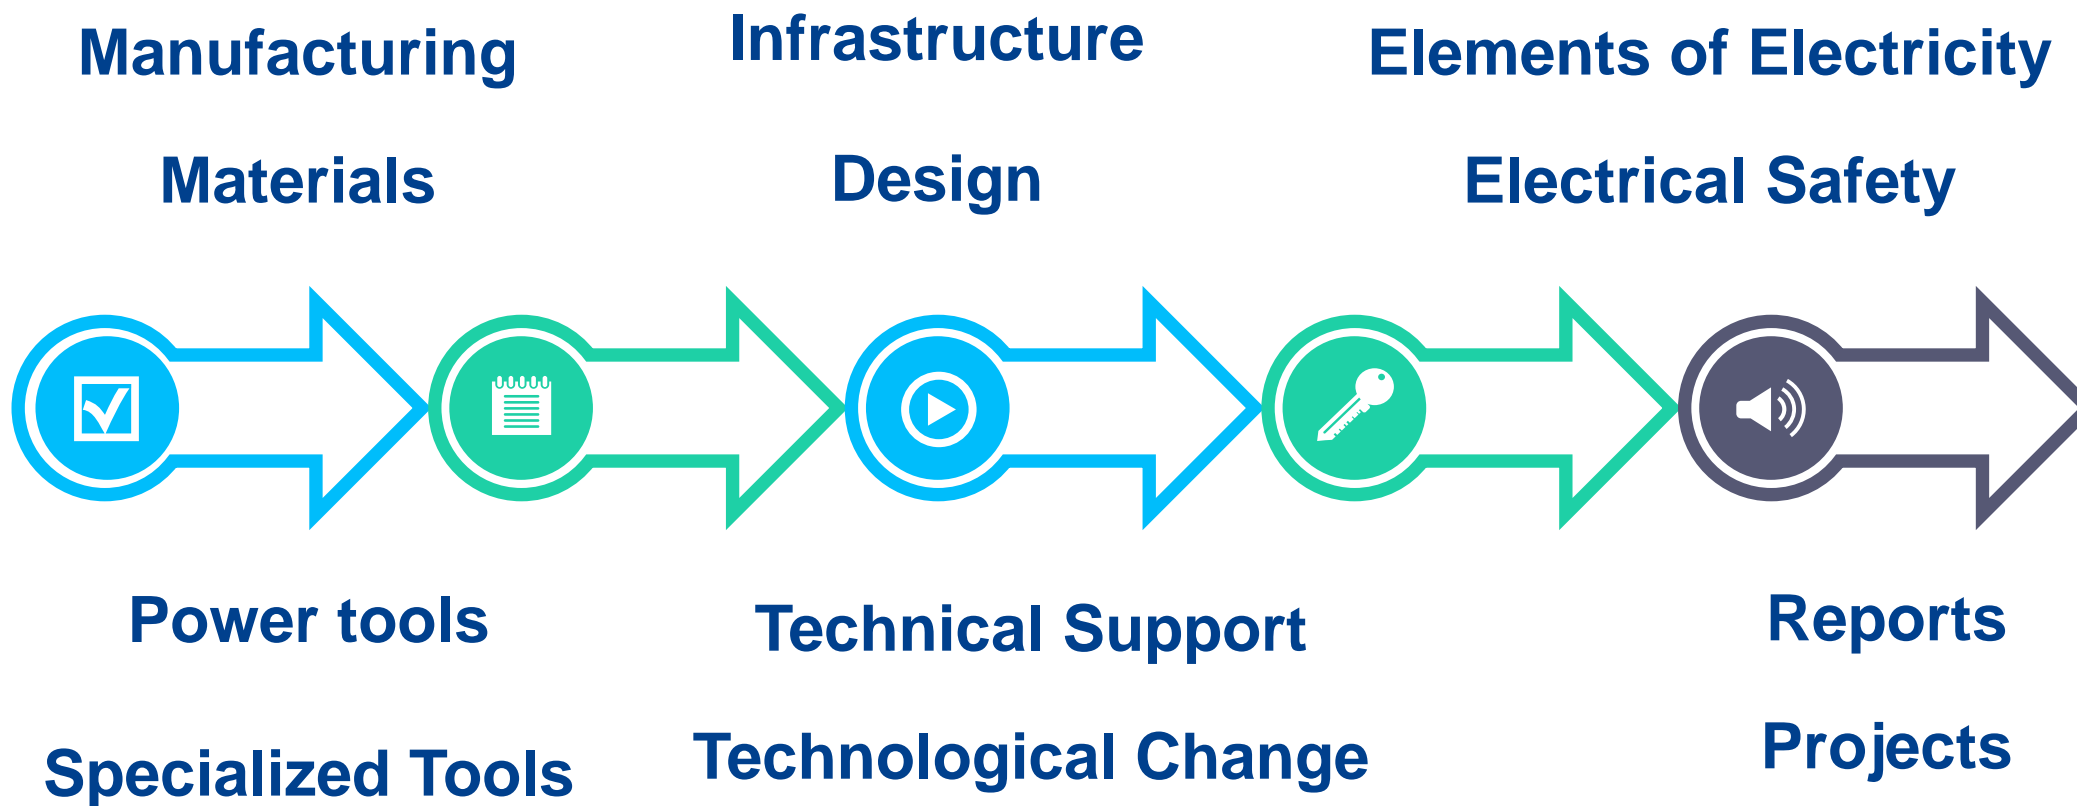 Manufacturing
Materials
Infrastructure
Design
Elements of Electricity
Electrical Safety
Power tools
Specialized Tools
Technical Support
Technological Change
Reports
Projects